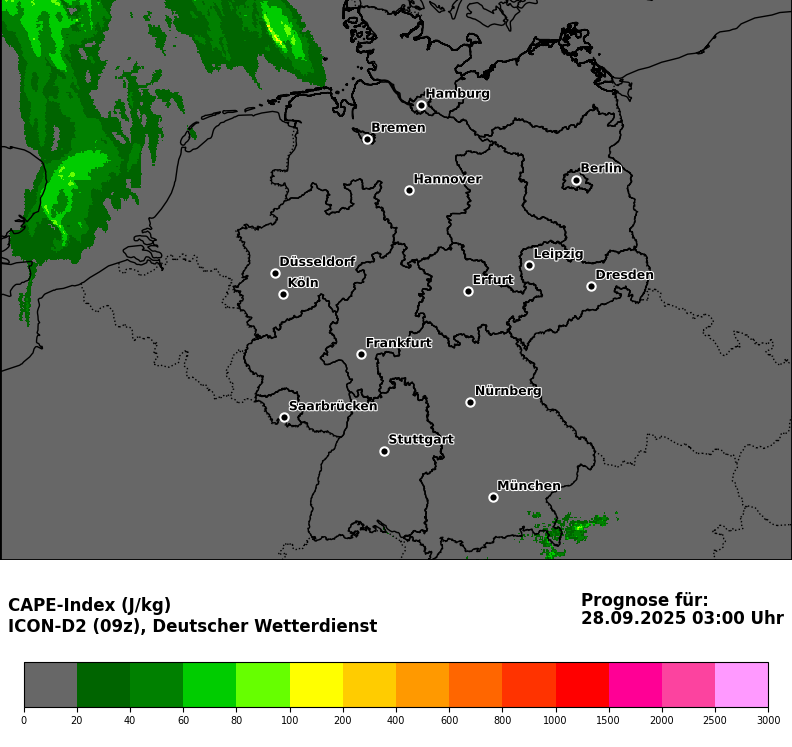 Hamburg
Bremen
Berlin
Hannover
Leipzig
Düsseldorf
Dresden
Erfurt
Köln
Frankfurt
Nürnberg
Saarbrücken
Stuttgart
München
CAPE-Index (J/kg)
ICON-D2 (09z), Deutscher Wetterdienst
Prognose für:
28.09.2025 03:00 Uhr
0 20 40 60 80 100 200 400 600 800 1000 1500 2000 2500 3000